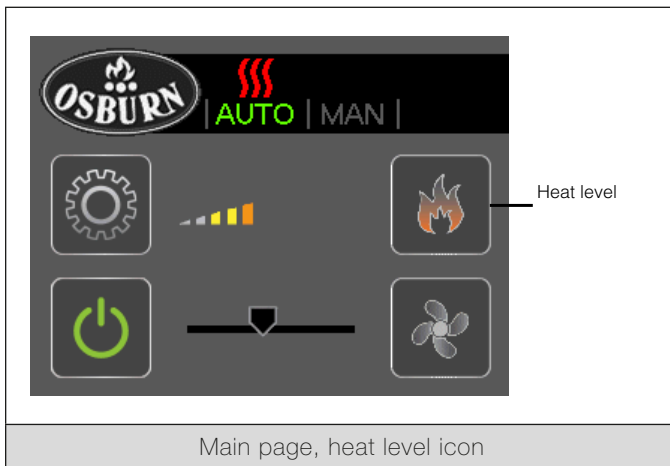 OSBURN
| AUTO | MAN |
Heat level
Main page, heat level icon